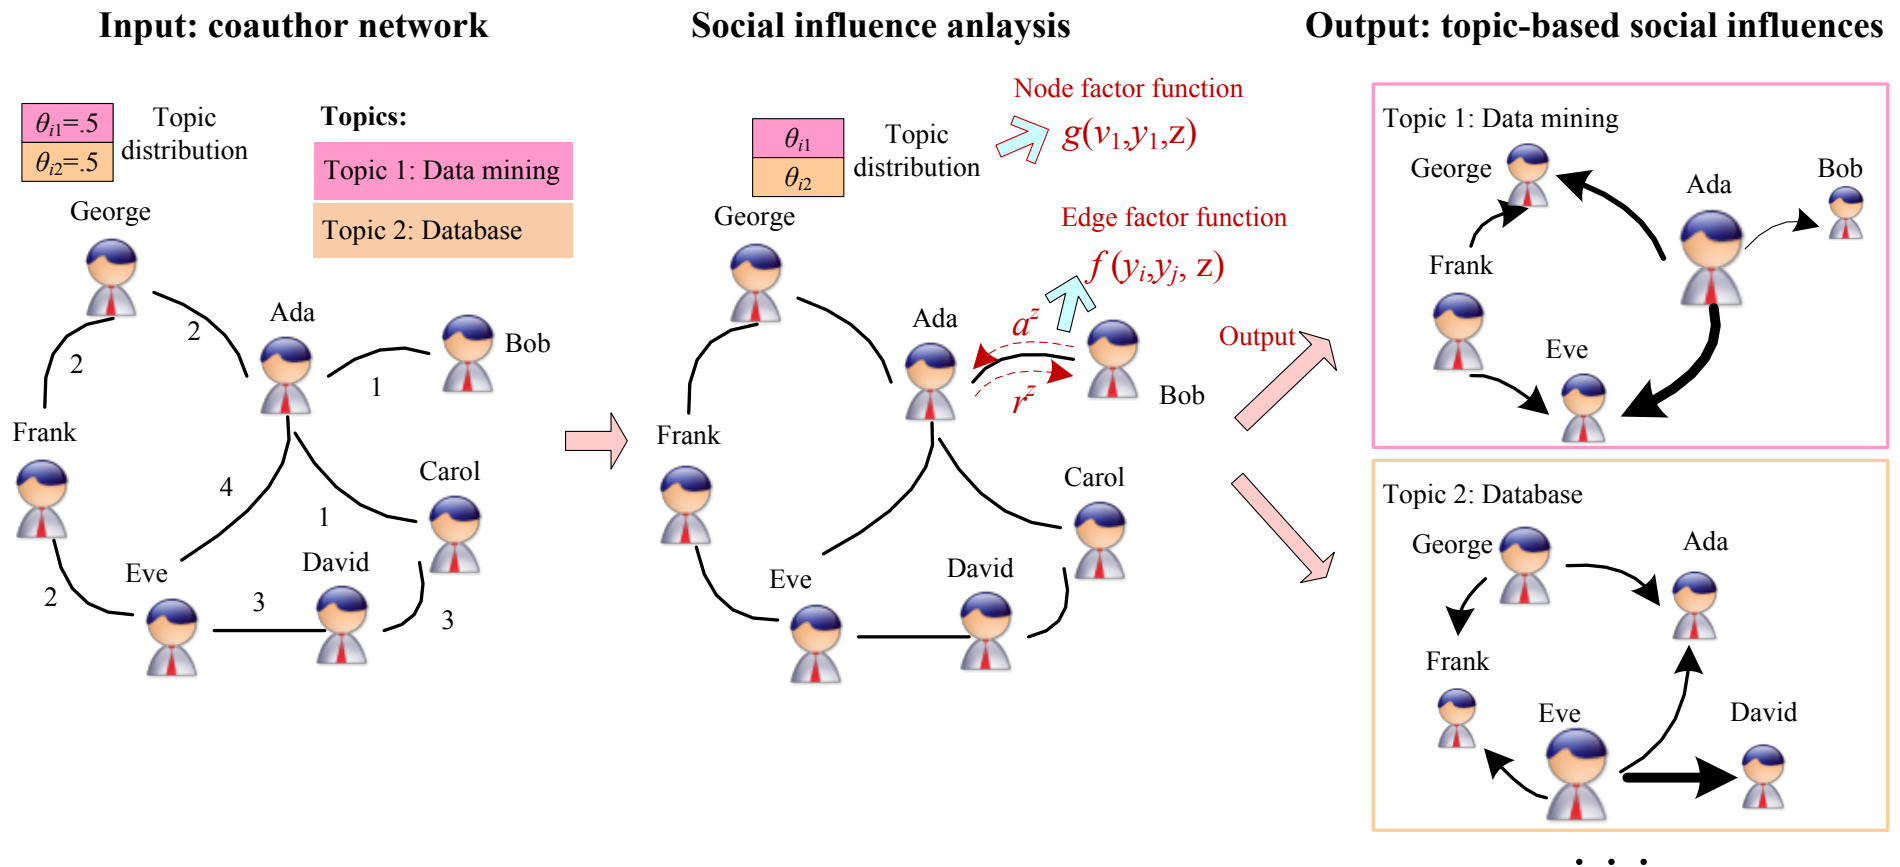 Input: coauthor network
θi1=.5
θi2=.5
Topic
distribution
Topics:
Topic 1: Data mining
Topic 2: Database
George
2
2
Ada
Bob
1
Frank
4
Carol
1
Eve
David
2
3
3
Social influence anlaysis
θi1
θi2
Topic
distribution
Node factor function
g(v1,y1,z)
Edge factor function
f (yi,yj, z)
George
Ada
a^z
r^z
Bob
Frank
Carol
Eve
David
Output
Output: topic-based social influences
Topic 1: Data mining
George
Ada
Bob
Frank
Eve
Topic 2: Database
George
Ada
Frank
Eve
David
. . .